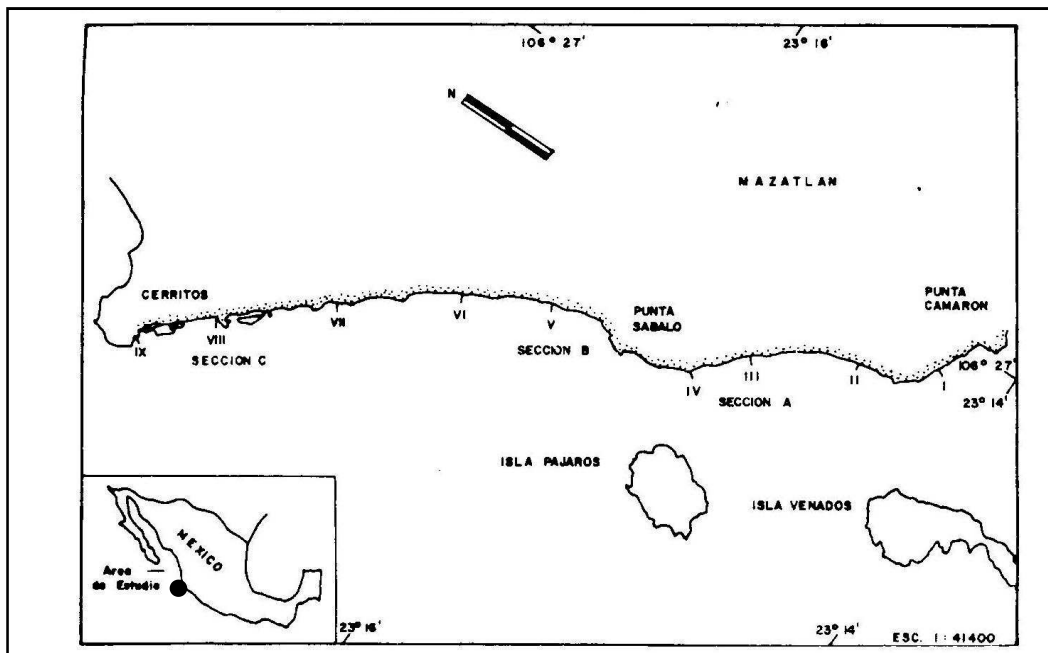 106° 27'
23° 16'
N
MAZATLAN
CERRITOS
PUNTA
SABALO
PUNTA
CAMARON
IX
VIII
VII
VI
V
IV
III
II
I
SECCION C
SECCION B
SECCION A
106° 27'
23° 14'
ISLA PAJAROS
ISLA VENADOS
MEXICO
Area
de Estudio
23° 16'
23° 14'
ESC. 1:41400